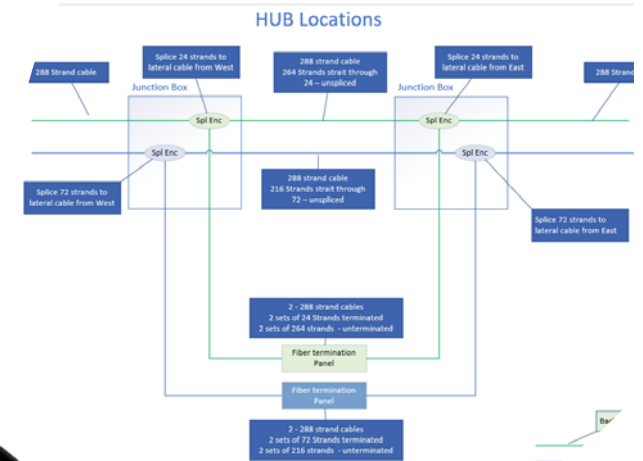 HUB Locations
288 Strand cable
Splice 24 strands to
lateral cable from West
288 strand cable
264 Strands strait through
24 – unspliced
Splice 24 strands to
lateral cable from East
288
Junction Box
Junction Box
Spl Enc
Spl Enc
Spl Enc
Spl Enc
Splice 72 strands to
lateral cable from West
288 strand cable
216 Strands strait through
72 – unspliced
Splice 72 strands to
lateral cable from East
2 - 288 strand cables
2 sets of 24 Strands terminated
2 sets of 264 strands - unterminated
Fiber termination
Panel
Fiber termination
Panel
2 - 288 strand cables
2 sets of 72 Strands terminated
2 sets of 216 strands - unterminated